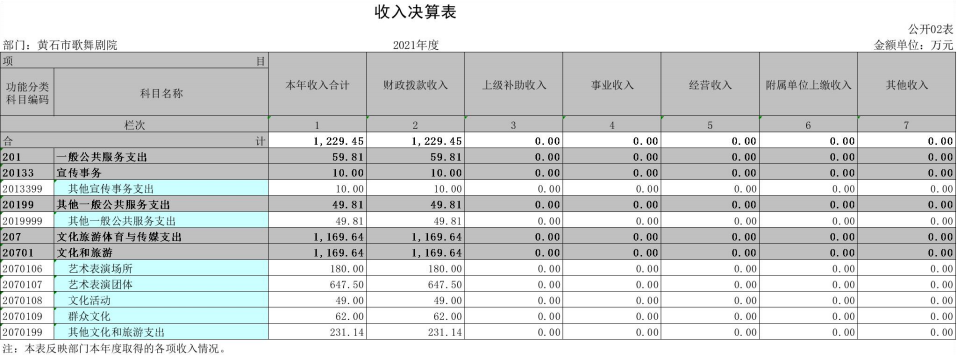 收入决算表
公开02表
部门：黄石市歌舞剧院 2021年度 金额单位：万元
项 目 本年收入合计 财政拨款收入 上级补助收入 事业收入 经营收入 附属单位上缴收入 其他收入
功能分类科目编码 科目名称
栏次 1 2 3 4 5 6 7
合 计 1,229.45 1,229.45 0.00 0.00 0.00 0.00 0.00
201 一般公共服务支出 59.81 59.81 0.00 0.00 0.00 0.00 0.00
20133 宣传事务 10.00 10.00 0.00 0.00 0.00 0.00 0.00
2013399 其他宣传事务支出 10.00 10.00 0.00 0.00 0.00 0.00 0.00
20199 其他一般公共服务支出 49.81 49.81 0.00 0.00 0.00 0.00 0.00
2019999 其他一般公共服务支出 49.81 49.81 0.00 0.00 0.00 0.00 0.00
207 文化旅游体育与传媒支出 1,169.64 1,169.64 0.00 0.00 0.00 0.00 0.00
20701 文化和旅游 1,169.64 1,169.64 0.00 0.00 0.00 0.00 0.00
2070106 艺术表演场所 180.00 180.00 0.00 0.00 0.00 0.00 0.00
2070107 艺术表演团体 647.50 647.50 0.00 0.00 0.00 0.00 0.00
2070108 文化活动 49.00 49.00 0.00 0.00 0.00 0.00 0.00
2070109 群众文化 62.00 62.00 0.00 0.00 0.00 0.00 0.00
2070199 其他文化和旅游支出 231.14 231.14 0.00 0.00 0.00 0.00 0.00
注：本表反映部门本年度取得的各项收入情况。